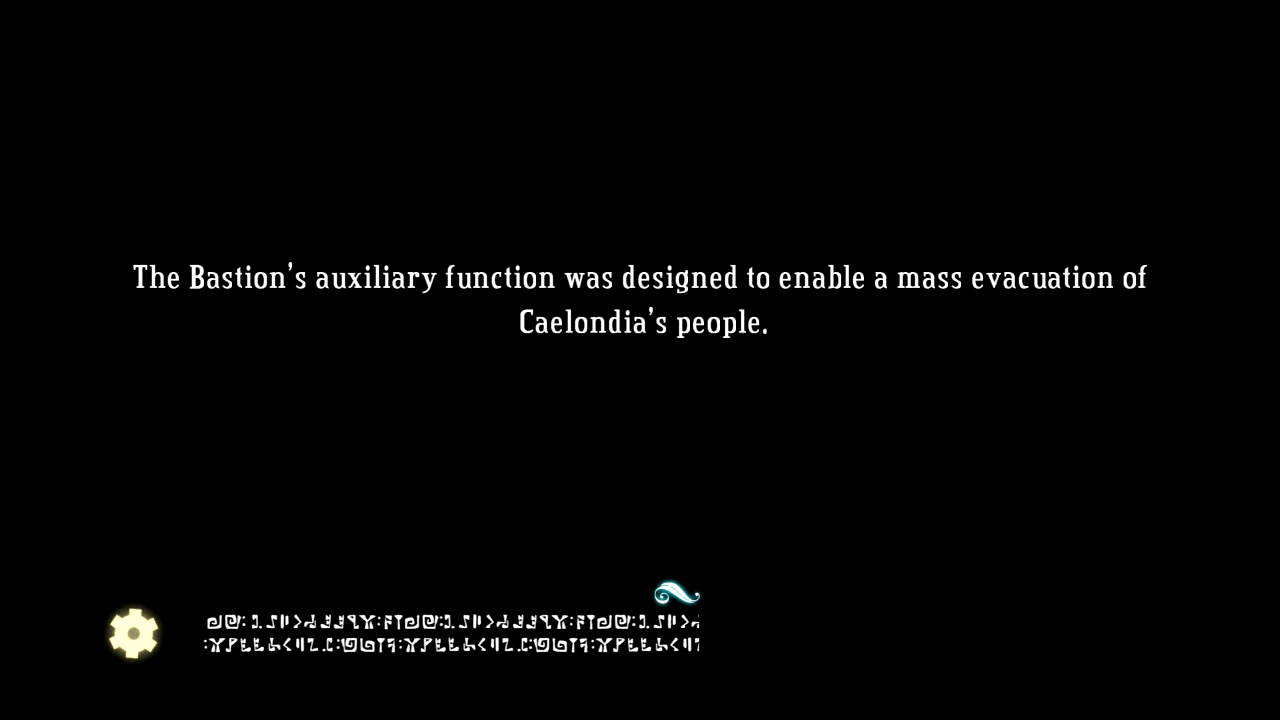 The Bastion's auxiliary function was designed to enable a mass evacuation of
Caelondia's people.